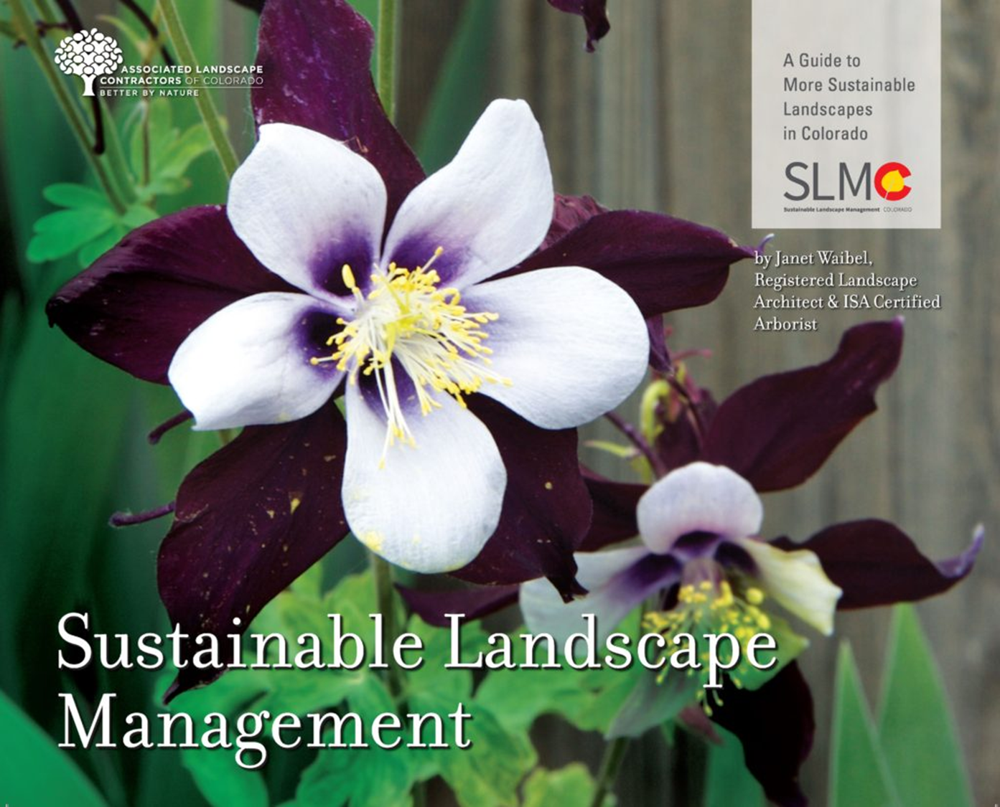 ASSOCIATED LANDSCAPE
CONTRACTORS OF COLORADO
BETTER BY NATURE
A Guide to
More Sustainable
Landscapes
in Colorado
SLMC
Sustainable Landscape Management COLORADO
by Janet Waibel,
Registered Landscape
Architect & ISA Certified
Arborist
Sustainable Landscape
Management